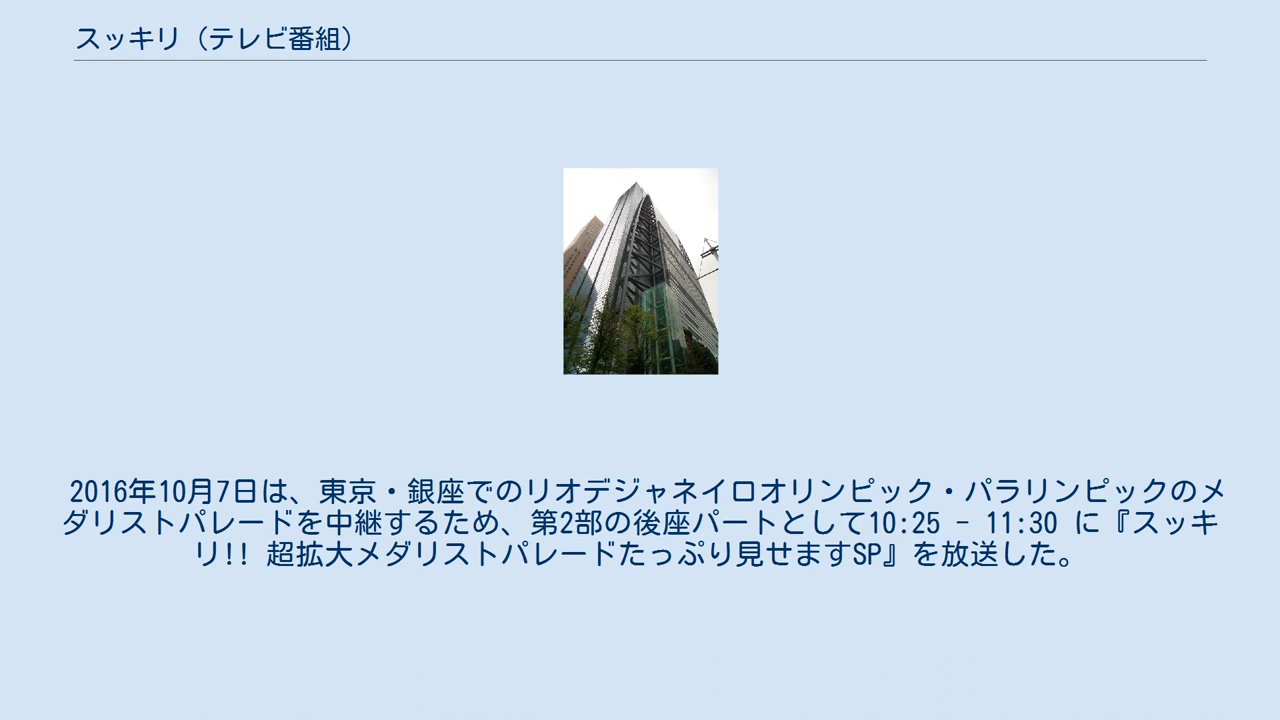 スッキリ（テレビ番組）
2016年10月7日は、東京・銀座でのリオデジャネイロオリンピック・パラリンピックのメ
ダリストパレードを中継するため、第2部の後座パートとして10:25 - 11:30 に『スッキ
リ!! 超拡大メダリストパレードたっぷり見せますSP』を放送した。